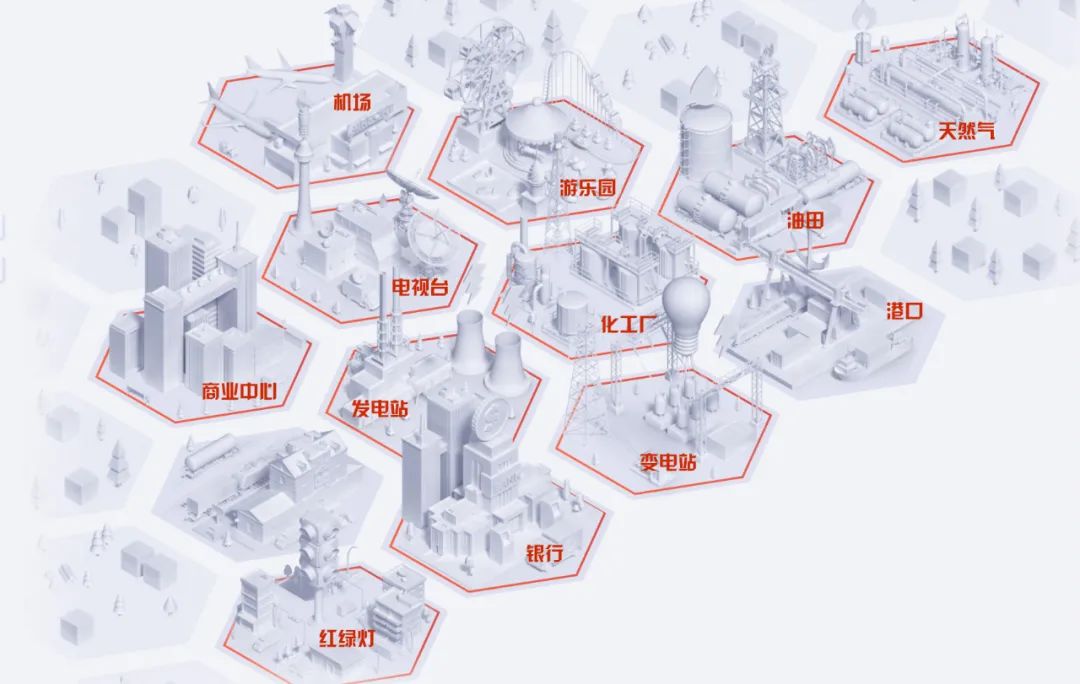 机场
天然气
游乐园
油田
电视台
港口
化工厂
商业中心
发电站
变电站
银行
红绿灯